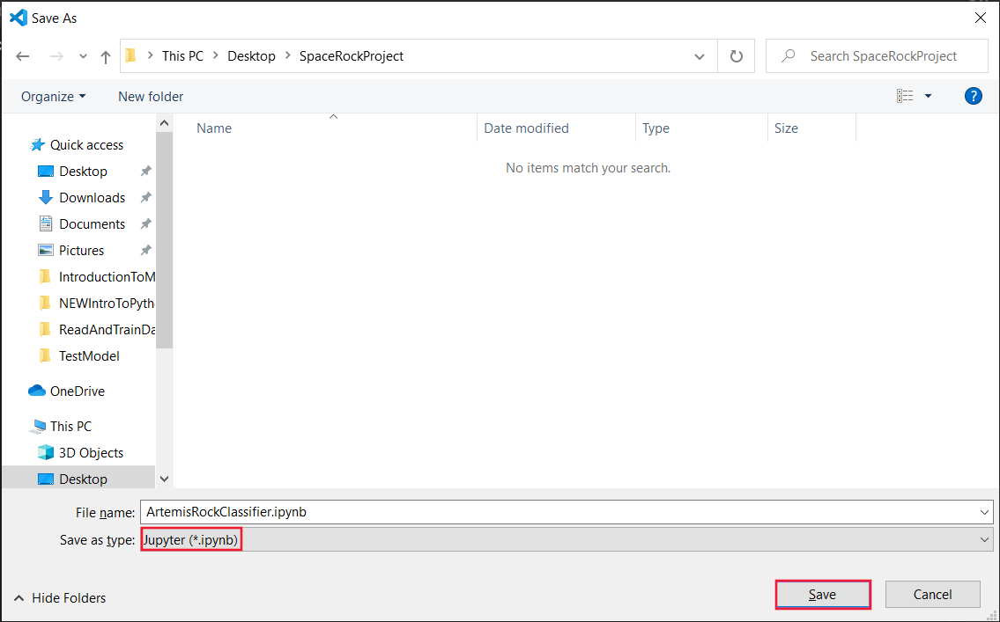 Save As
This PC > Desktop > SpaceRockProject
Search SpaceRockProject
Organize
New folder
?
Name
Date modified
Type
Size
No items match your search.
Quick access
Desktop
Downloads
Documents
Pictures
IntroductionToM
NEWIntroToPyth
ReadAndTrainDa
TestModel
OneDrive
This PC
3D Objects
Desktop
File name: ArtemisRockClassifier.ipynb
Save as type: Jupyter (*.ipynb)
Hide Folders
Save
Cancel